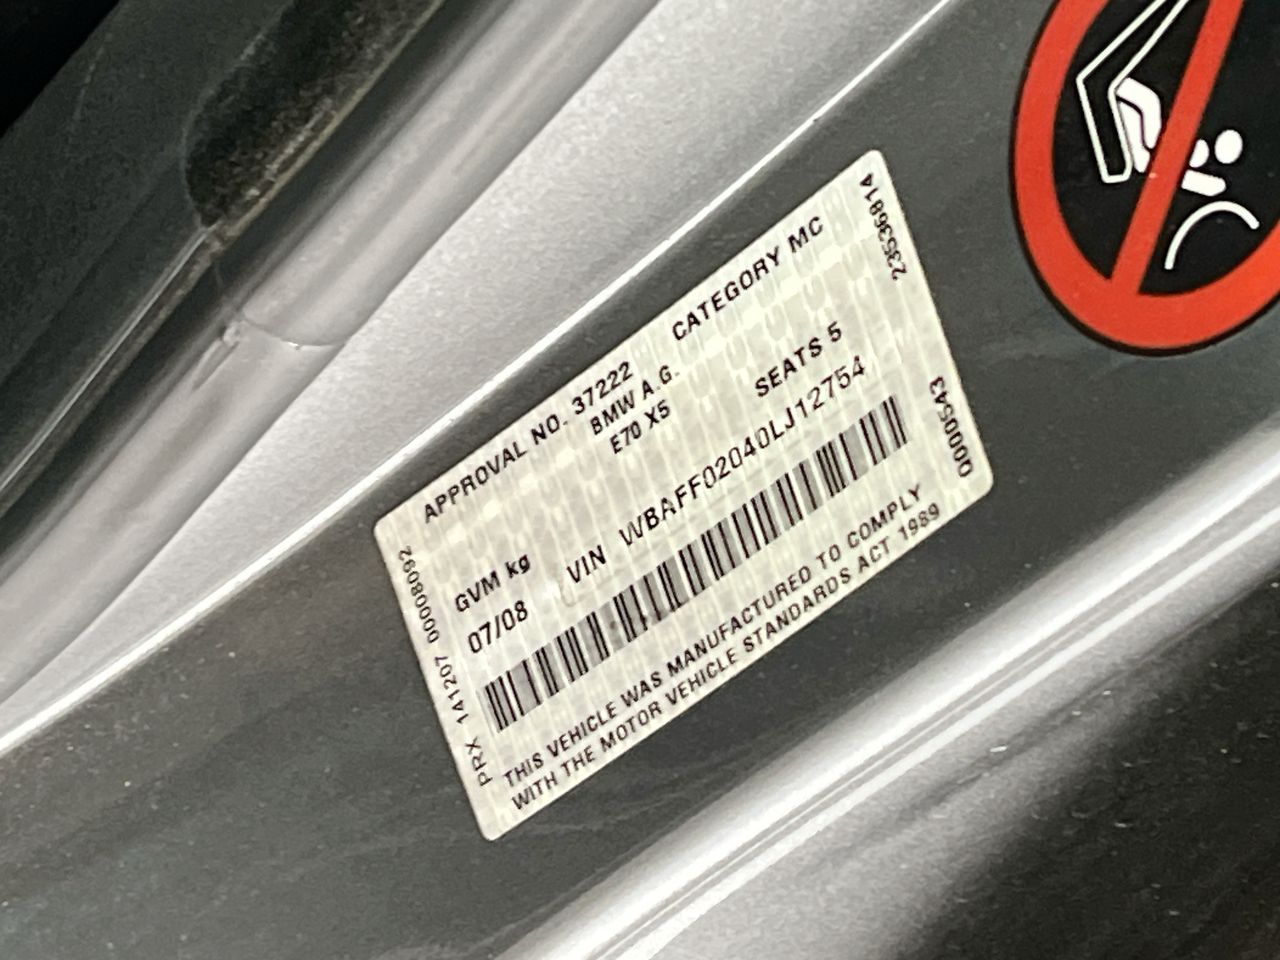 APPROVAL NO. 37222 CATEGORY MC
BMW A.G.
E70 X5
GVM kg SEATS 5
07/08 VIN WBAFF02040LJ12754
THIS VEHICLE WAS MANUFACTURED TO COMPLY
WITH THE MOTOR VEHICLE STANDARDS ACT 1989
PRX 141207 00008092
23536814
Q000543